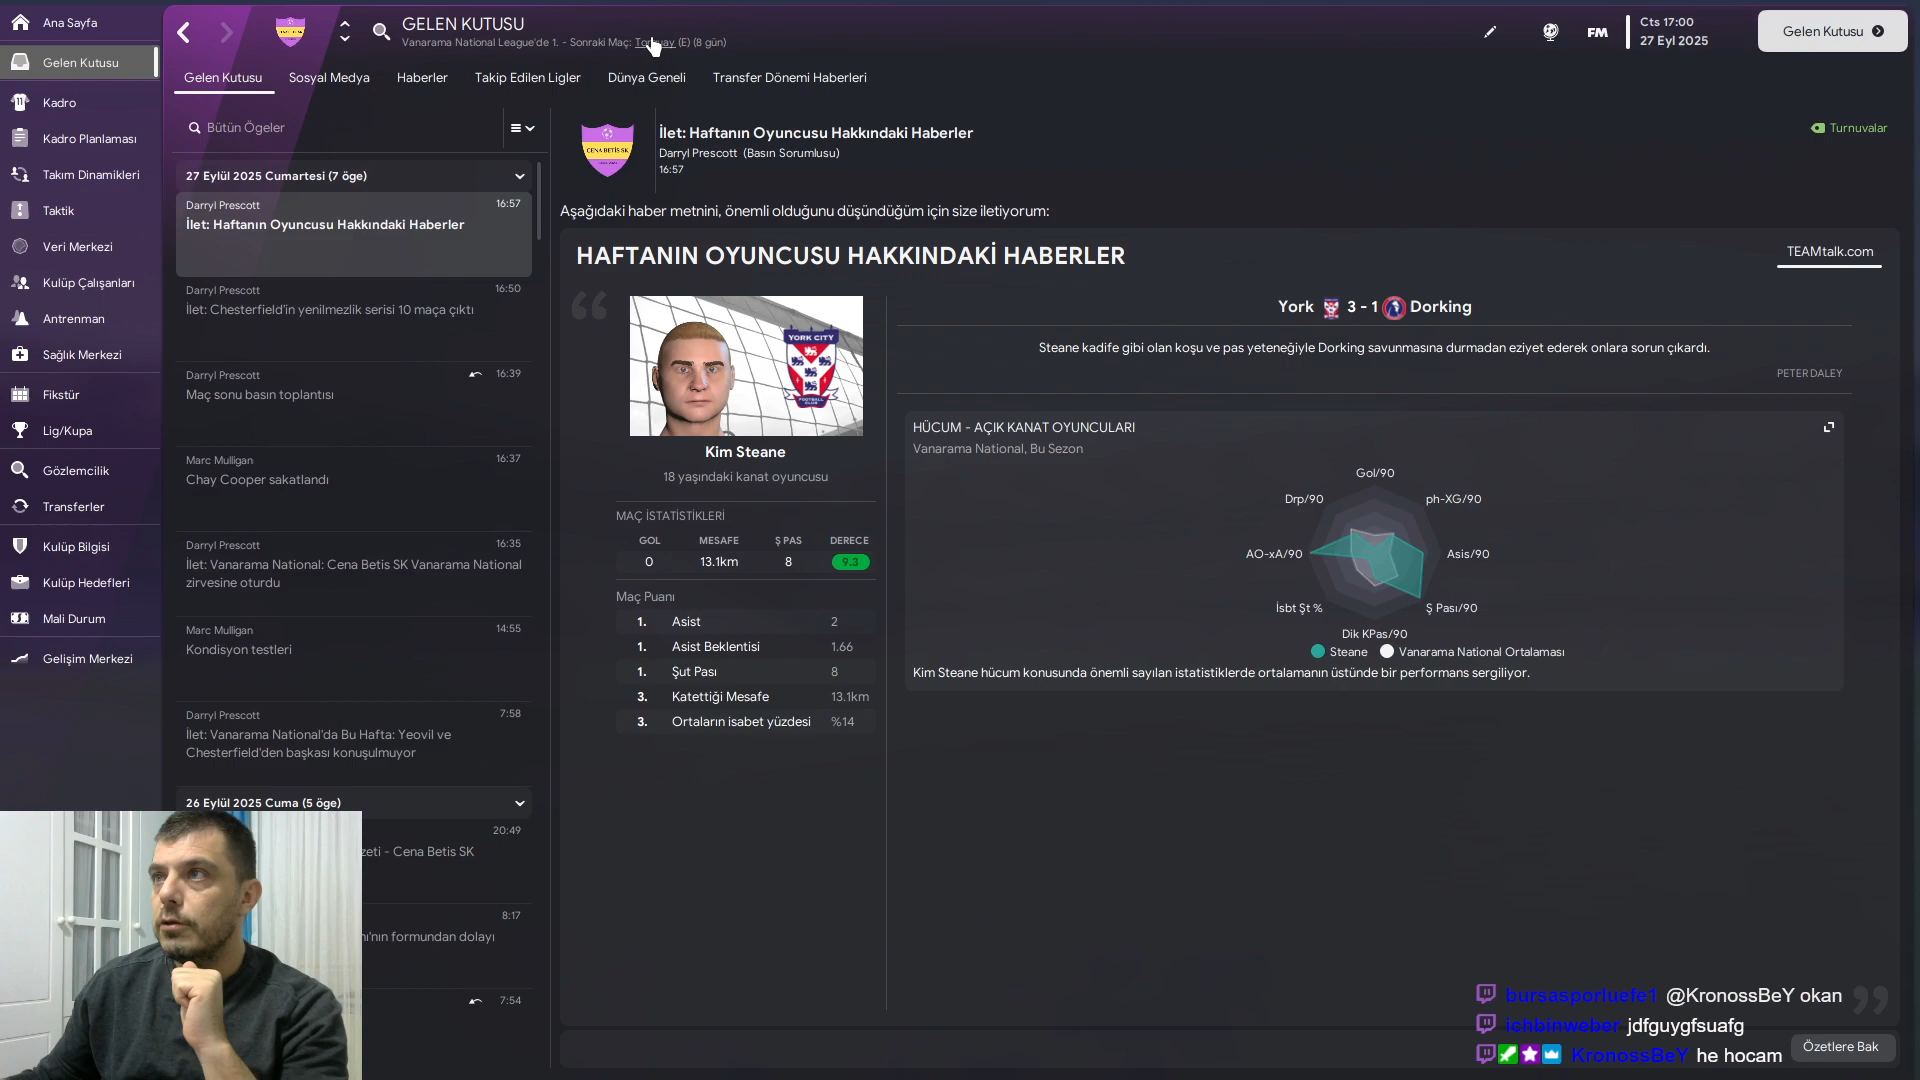 Ana Sayfa
Gelen Kutusu
Kadro
Kadro Planlaması
Takım Dinamikleri
Taktik
Veri Merkezi
Kulüp Çalışanları
Antrenman
Sağlık Merkezi
Fikstür
Lig/Kupa
Gözlemcilik
Transferler
Kulüp Bilgisi
Kulüp Hedefleri
Mali Durum
Gelişim Merkezi
GELEN KUTUSU
Vanarama National League'de 1. - Sonraki Maç: Torquay (E) (8 gün)
FM
Cts 17:00
27 Eyl 2025
Gelen Kutusu
Gelen Kutusu Sosyal Medya Haberler Takip Edilen Ligler Dünya Geneli Transfer Dönemi Haberleri
Bütün Ögeler
27 Eylül 2025 Cumartesi (7 öge)
Darryl Prescott 16:57
İlet: Haftanın Oyuncusu Hakkındaki Haberler
Darryl Prescott 16:50
İlet: Chesterfield'in yenilmezlik serisi 10 maça çıktı
Darryl Prescott 16:39
Maç sonu basın toplantısı
Marc Mulligan 16:37
Chay Cooper sakatlandı
Darryl Prescott 16:35
İlet: Vanarama National: Cena Betis SK Vanarama National
zirvesine oturdu
Marc Mulligan 14:55
Kondisyon testleri
Darryl Prescott 7:58
İlet: Vanarama National'da Bu Hafta: Yeovil ve
Chesterfield'den başkası konuşulmuyor
26 Eylül 2025 Cuma (5 öge)
20:49
zeti - Cena Betis SK
8:17
nı'nın formundan dolayı
7:54
CENA BETİS SK
İlet: Haftanın Oyuncusu Hakkındaki Haberler
Darryl Prescott (Basın Sorumlusu)
16:57
Turnuvalar
Aşağıdaki haber metnini, önemli olduğunu düşündüğüm için size iletiyorum:
HAFTANIN OYUNCUSU HAKKINDAKİ HABERLER
TEAMtalk.com
YORK CITY
FOOTBALL CLUB
Kim Steane
18 yaşındaki kanat oyuncusu
MAÇ İSTATİSTİKLERİ
GOL MESAFE Ş PAS DERECE
0 13.1km 8 9.3
Maç Puanı
1. Asist 2
1. Asist Beklentisi 1.66
1. Şut Pası 8
3. Katettiği Mesafe 13.1km
3. Ortaların isabet yüzdesi %14
York 3 - 1 Dorking
Steane kadife gibi olan koşu ve pas yeteneğiyle Dorking savunmasına durmadan eziyet ederek onlara sorun çıkardı.
PETER DALEY
HÜCUM - AÇIK KANAT OYUNCULARI
Vanarama National, Bu Sezon
Gol/90
Drp/90 ph-XG/90
AO-xA/90 Asis/90
İsbt Şt % Ş Pası/90
Dik KPas/90
Steane Vanarama National Ortalaması
Kim Steane hücum konusunda önemli sayılan istatistiklerde ortalamanın üstünde bir performans sergiliyor.
bursasporluefe1 @KronossBeY okan
ichbinweber jdfguygfsuafg
KronossBeY he hocam
Özetlere Bak